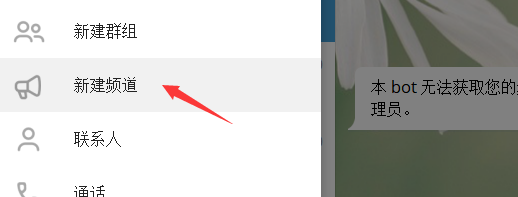 新建群组
新建频道
联系人
通话
本 bot 无法获取您的
理员。